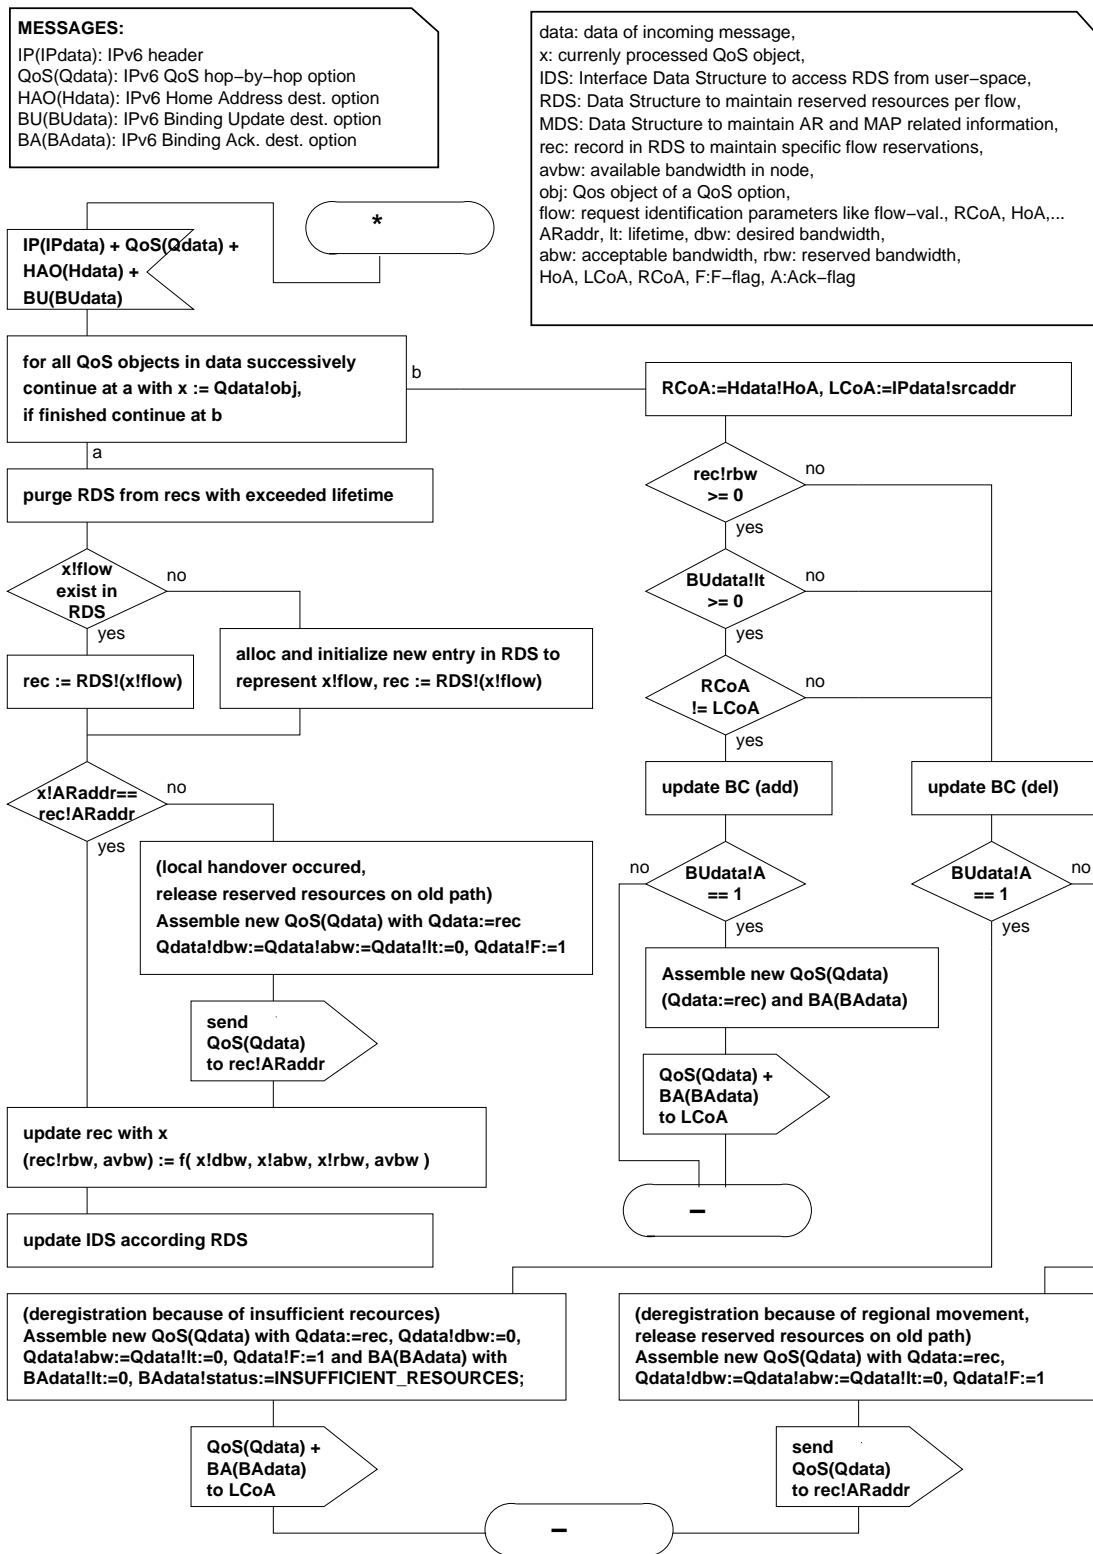 MESSAGES:
IP(IPdata): IPv6 header
QoS(Qdata): IPv6 QoS hop−by−hop option
HAO(Hdata): IPv6 Home Address dest. option
BU(BUdata): IPv6 Binding Update dest. option
BA(BAdata): IPv6 Binding Ack. dest. option
data: data of incoming message,
x: currently processed QoS object,
IDS: Interface Data Structure to access RDS from user−space,
RDS: Data Structure to maintain reserved resources per flow,
MDS: Data Structure to maintain AR and MAP related information,
rec: record in RDS to maintain specific flow reservations,
avbw: available bandwidth in node,
obj: Qos object of a QoS option,
flow: request identification parameters like flow−val., RCoA, HoA,...
ARaddr, lt: lifetime, dbw: desired bandwidth,
abw: acceptable bandwidth, rbw: reserved bandwidth,
HoA, LCoA, RCoA, F:F−flag, A:Ack−flag
*
IP(IPdata) + QoS(Qdata) +
HAO(Hdata) +
BU(BUdata)
for all QoS objects in data successively
continue at a with x := Qdata!obj,
if finished continue at b
b
a
RCoA:=Hdata!HoA, LCoA:=IPdata!srcaddr
purge RDS from recs with exceeded lifetime
rec!rbw
>= 0
no
yes
x!flow
exist in
RDS
no
yes
BUdata!lt
>= 0
no
yes
rec := RDS!(x!flow)
alloc and initialize new entry in RDS to
represent x!flow, rec := RDS!(x!flow)
RCoA
!= LCoA
no
yes
x!ARaddr==
rec!ARaddr
no
yes
update BC (add)
update BC (del)
(local handover occured,
release reserved resources on old path)
Assemble new QoS(Qdata) with Qdata:=rec
Qdata!dbw:=Qdata!abw:=Qdata!lt:=0, Qdata!F:=1
no
BUdata!A
== 1
yes
BUdata!A
== 1
no
yes
Assemble new QoS(Qdata)
(Qdata:=rec) and BA(BAdata)
send
QoS(Qdata)
to rec!ARaddr
QoS(Qdata) +
BA(BAdata)
to LCoA
update rec with x
(rec!rbw, avbw) := f( x!dbw, x!abw, x!rbw, avbw )
−
update IDS according RDS
(deregistration because of insufficient recources)
Assemble new QoS(Qdata) with Qdata:=rec, Qdata!dbw:=0,
Qdata!abw:=Qdata!lt:=0, Qdata!F:=1 and BA(BAdata) with
BAdata!lt:=0, BAdata!status:=INSUFFICIENT_RESOURCES;
(deregistration because of regional movement,
release reserved resources on old path)
Assemble new QoS(Qdata) with Qdata:=rec,
Qdata!dbw:=Qdata!abw:=Qdata!lt:=0, Qdata!F:=1
QoS(Qdata) +
BA(BAdata)
to LCoA
send
QoS(Qdata)
to rec!ARaddr
−